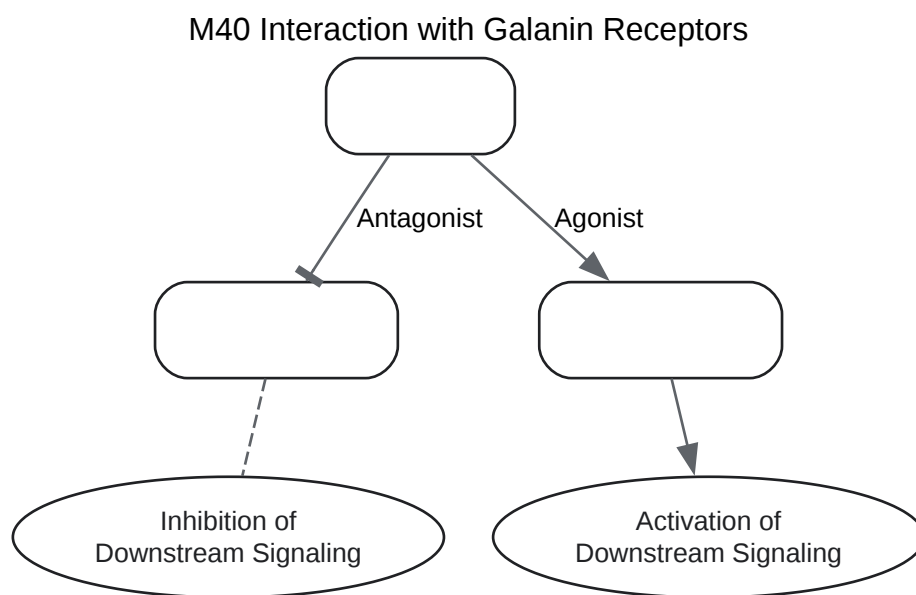 M40 Interaction with Galanin Receptors
Antagonist
Agonist
Inhibition of
Downstream Signaling
Activation of
Downstream Signaling